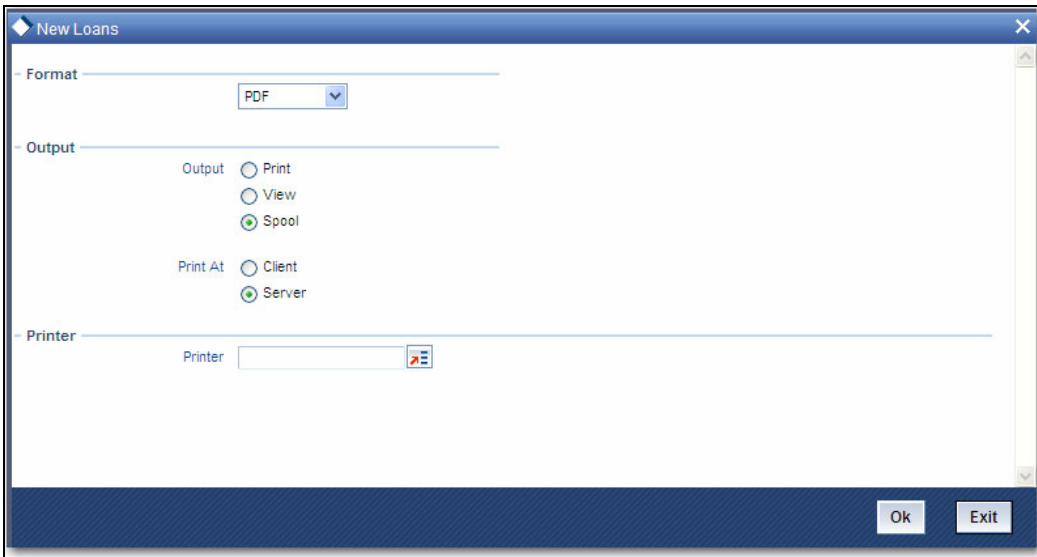 New Loans
Format
PDF
Output
Output Print
View
Spool
Print At Client
Server
Printer
Printer
Ok Exit